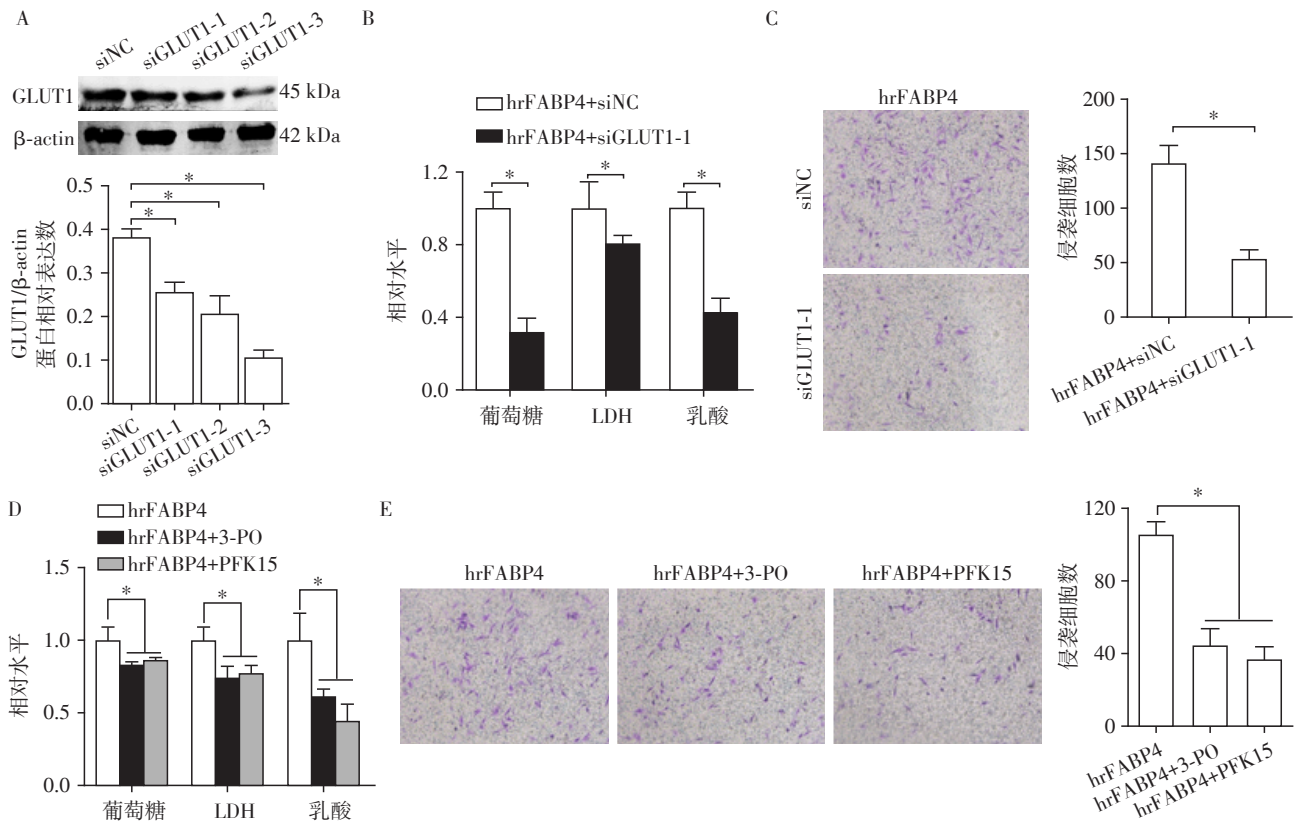 A
siNC
siGLUT1-1
siGLUT1-2
siGLUT1-3
GLUT1
45 kDa
β-actin
42 kDa
GLUT1/β-actin
蛋白相对表达数
0.5
0.4
0.3
0.2
0.1
0.0
*
*
*
siNC
siGLUT1-1
siGLUT1-2
siGLUT1-3
B
hrFABP4+siNC
hrFABP4+siGLUT1-1
相对水平
1.2
0.8
0.4
0.0
*
*
*
葡萄糖
LDH
乳酸
C
hrFABP4
siNC
siGLUT1-1
侵袭细胞数
200
150
100
50
0
*
hrFABP4+siNC
hrFABP4+siGLUT1-1
D
hrFABP4
hrFABP4+3-PO
hrFABP4+PFK15
相对水平
1.5
1.0
0.5
0.0
*
*
*
葡萄糖
LDH
乳酸
E
hrFABP4
hrFABP4+3-PO
hrFABP4+PFK15
侵袭细胞数
120
80
40
0
*
hrFABP4
hrFABP4+3-PO
hrFABP4+PFK15